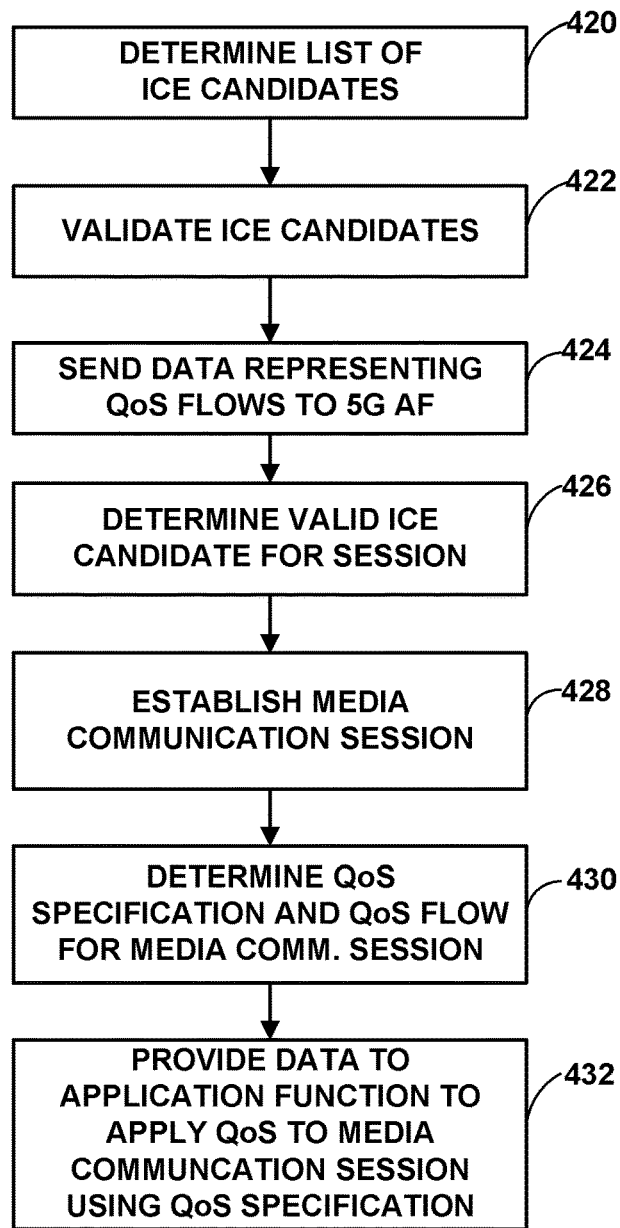 420
DETERMINE LIST OF
ICE CANDIDATES
422
VALIDATE ICE CANDIDATES
424
SEND DATA REPRESENTING
QoS FLOWS TO 5G AF
426
DETERMINE VALID ICE
CANDIDATE FOR SESSION
428
ESTABLISH MEDIA
COMMUNICATION SESSION
430
DETERMINE QoS
SPECIFICATION AND QoS FLOW
FOR MEDIA COMM. SESSION
432
PROVIDE DATA TO
APPLICATION FUNCTION TO
APPLY QoS TO MEDIA
COMMUNCATION SESSION
USING QoS SPECIFICATION